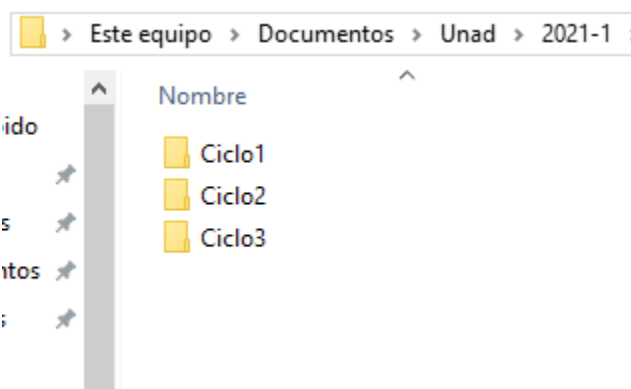 Este equipo > Documentos > Unad > 2021-1
Nombre
Ciclo1
Ciclo2
Ciclo3